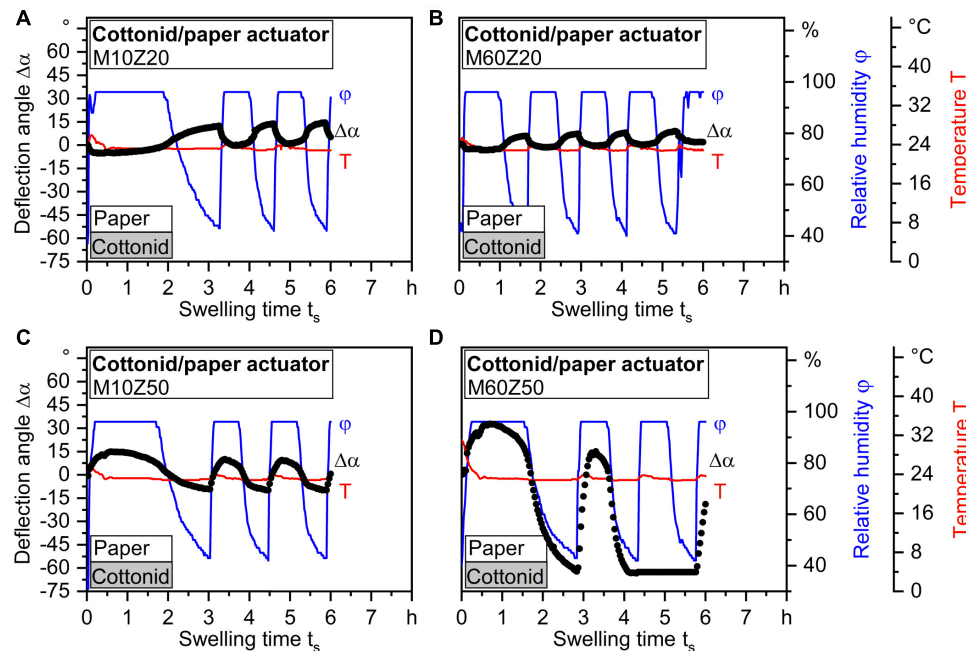 A
°
Cottonid/paper actuator
M10Z20
Deflection angle Δα
60
45
30
15
0
-15
-30
-45
-60
-75
φ
Δα
T
Paper
Cottonid
0 1 2 3 4 5 6 7 h
Swelling time ts
B
Cottonid/paper actuator
M60Z20
φ
Δα
T
Paper
Cottonid
0 1 2 3 4 5 6 7 h
Swelling time ts
%
100
80
60
40
Relative humidity φ
°C
40
32
24
16
8
0
Temperature T
C
°
Cottonid/paper actuator
M10Z50
Deflection angle Δα
60
45
30
15
0
-15
-30
-45
-60
-75
φ
Δα
T
Paper
Cottonid
0 1 2 3 4 5 6 7 h
Swelling time ts
D
Cottonid/paper actuator
M60Z50
φ
Δα
T
Paper
Cottonid
0 1 2 3 4 5 6 7 h
Swelling time ts
%
100
80
60
40
Relative humidity φ
°C
40
32
24
16
8
0
Temperature T